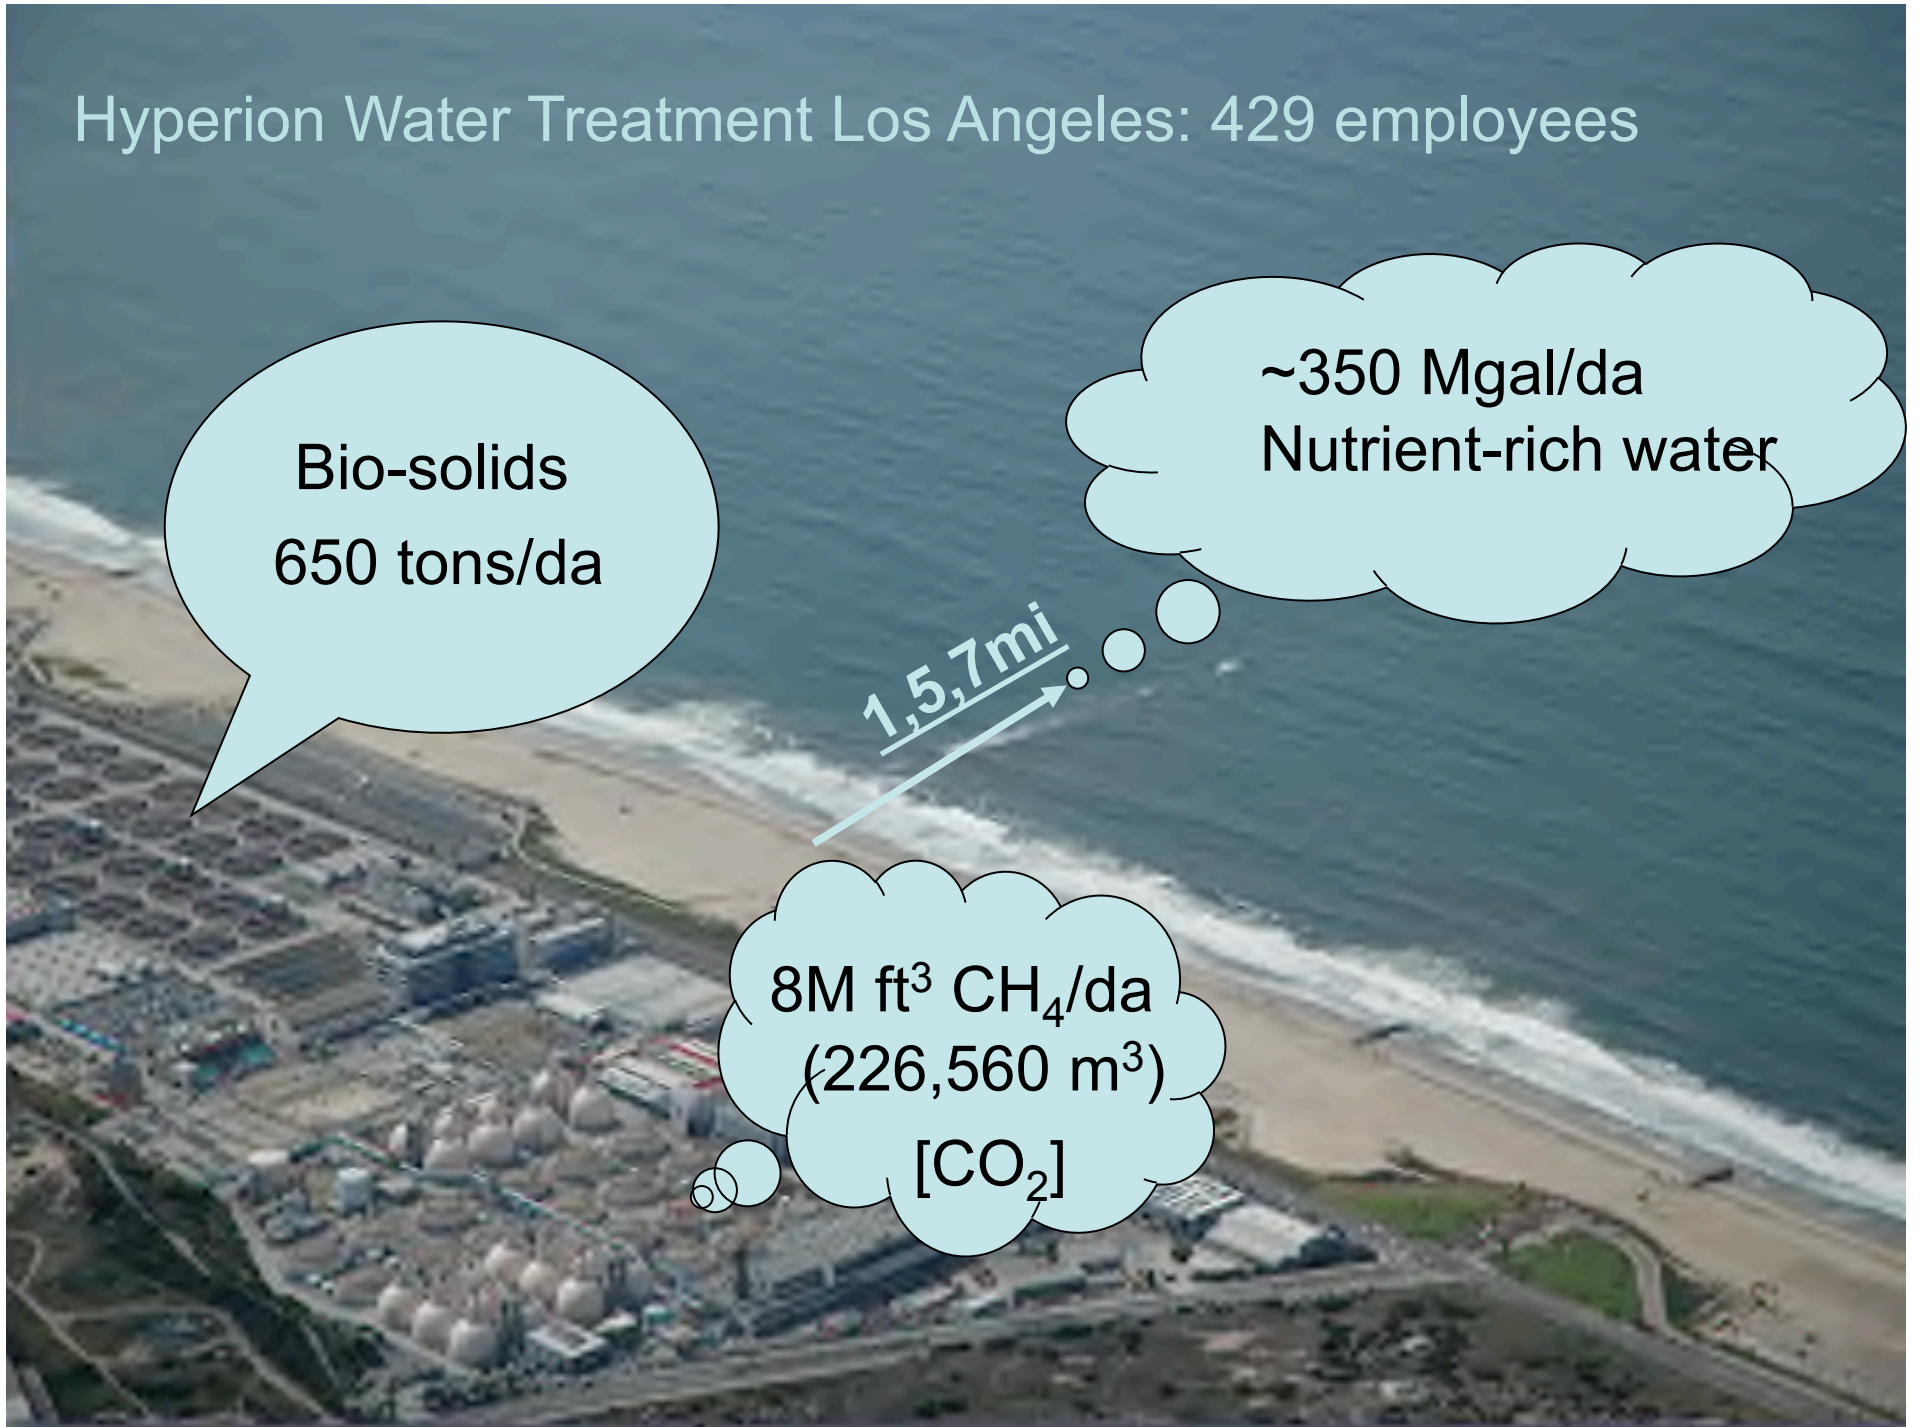 Hyperion Water Treatment Los Angeles: 429 employees
~350 Mgal/da
Nutrient-rich water
Bio-solids
650 tons/da
1,5,7mi
8M ft³ CH₄/da
(226,560 m³)
[CO₂]